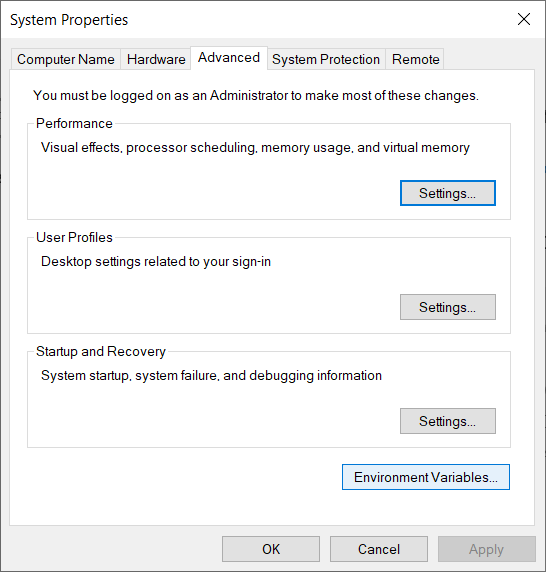 System Properties
Computer Name Hardware Advanced System Protection Remote
You must be logged on as an Administrator to make most of these changes.
Performance
Visual effects, processor scheduling, memory usage, and virtual memory
Settings...
User Profiles
Desktop settings related to your sign-in
Settings...
Startup and Recovery
System startup, system failure, and debugging information
Settings...
Environment Variables...
OK Cancel Apply